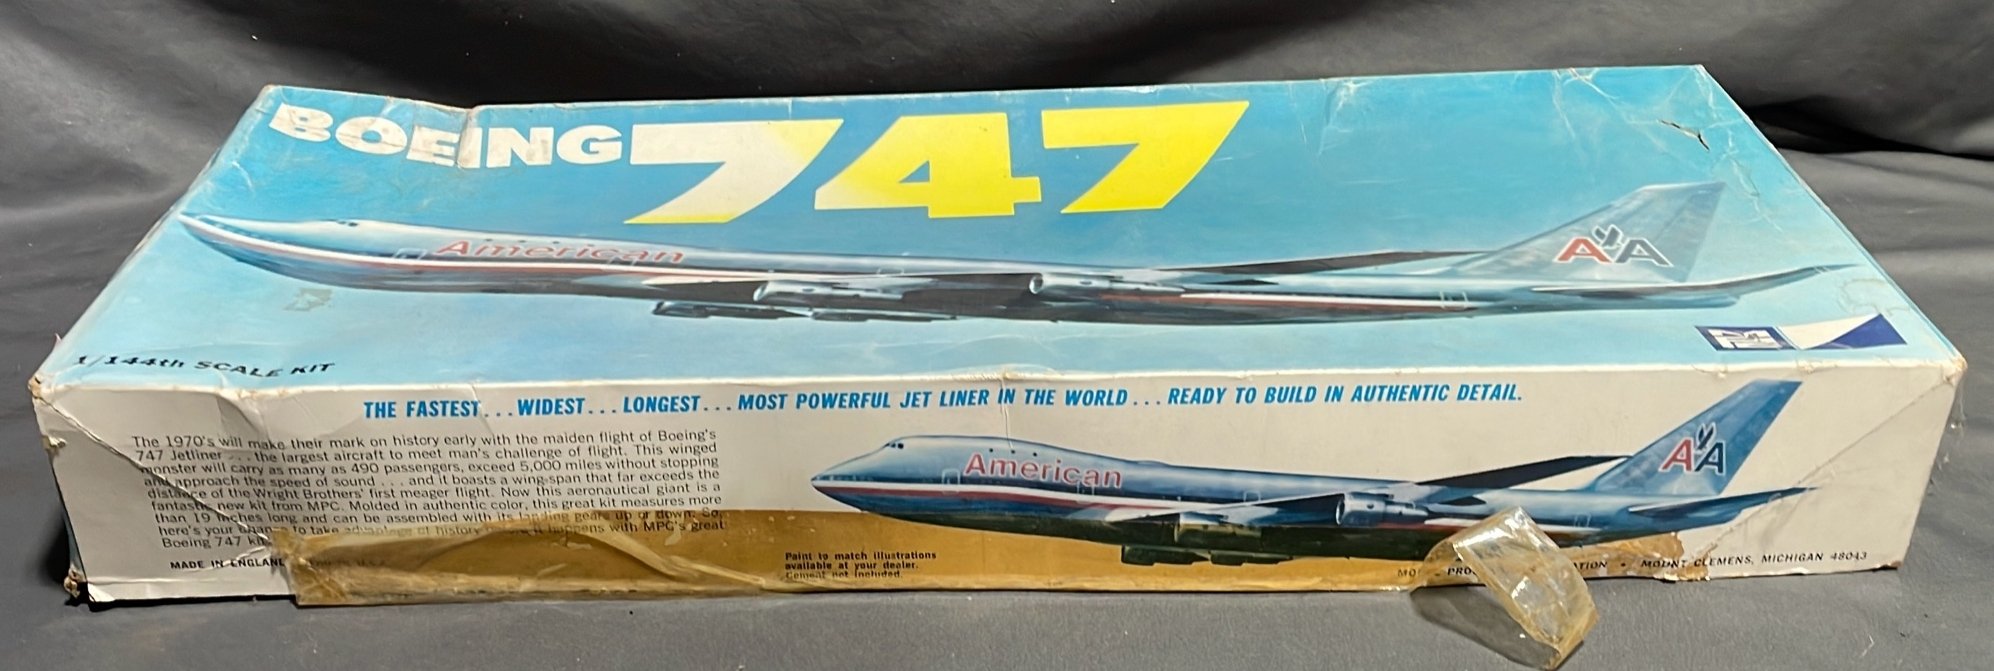 BOEING 747
American
AA
1/144th SCALE KIT
THE FASTEST...WIDEST...LONGEST...MOST POWERFUL JET LINER IN THE WORLD...READY TO BUILD IN AUTHENTIC DETAIL.
The 1970's will make their mark on history early with the maiden flight of Boeing's
747 Jetliner ... the largest aircraft to meet man's challenge of flight. This winged
monster will carry as many as 490 passengers, exceed 5,000 miles without stopping
and approach the speed of sound ... and it boasts a wing-span that far exceeds the
distance of the Wright Brothers' first meager flight. Now this aeronautical giant is a
fantastic new kit from MPC. Molded in authentic color, this great kit measures more
than 19 inches long and can be assembled with its landing gears up or down. So,
here's your chance to take advantage of history happens with MPC's great
Boeing 747 kit
American
AA
MADE IN ENGLAND
Paint to match illustrations
available at your dealer.
Cement not included.
MOUNT CLEMENS, MICHIGAN 48043